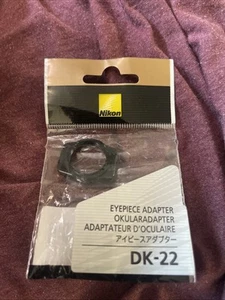 Nikon
EYEPIECE ADAPTER
OKULARADAPTER
ADAPTATEUR D'OCULAIRE
アイピースアダプター
DK-22